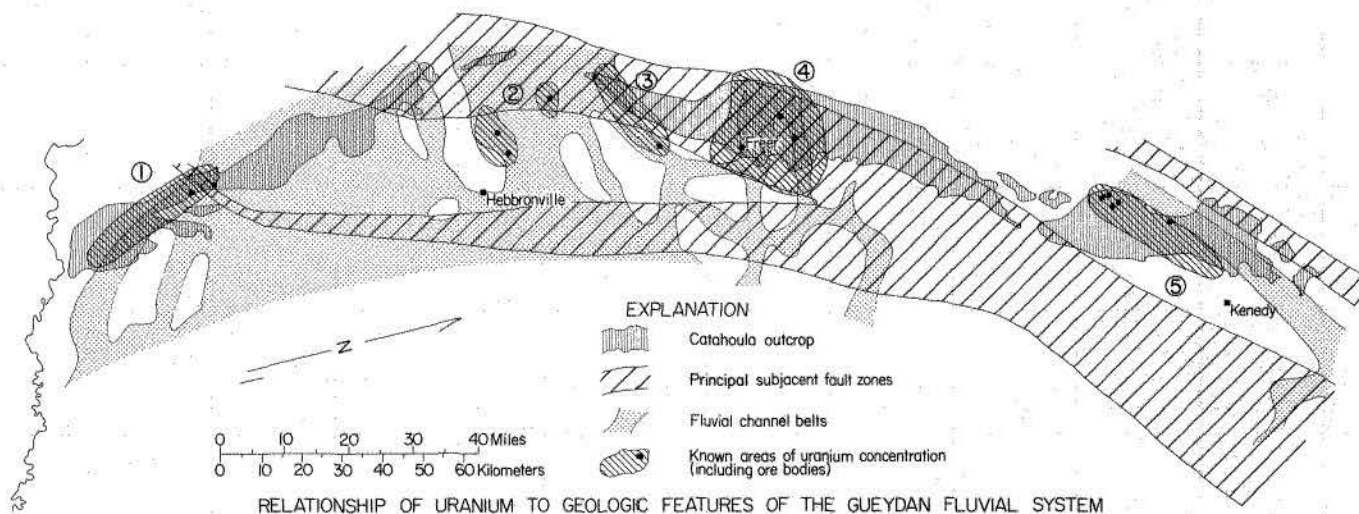 ①
②
③
④
Freer
Hebbronville
⑤
Kenedy
N
EXPLANATION
Catahoula outcrop
Principal subjacent fault zones
Fluvial channel belts
Known areas of uranium concentration
(including ore bodies)
0 10 20 30 40 Miles
0 10 20 30 40 50 60 Kilometers
RELATIONSHIP OF URANIUM TO GEOLOGIC FEATURES OF THE GUEYDAN FLUVIAL SYSTEM